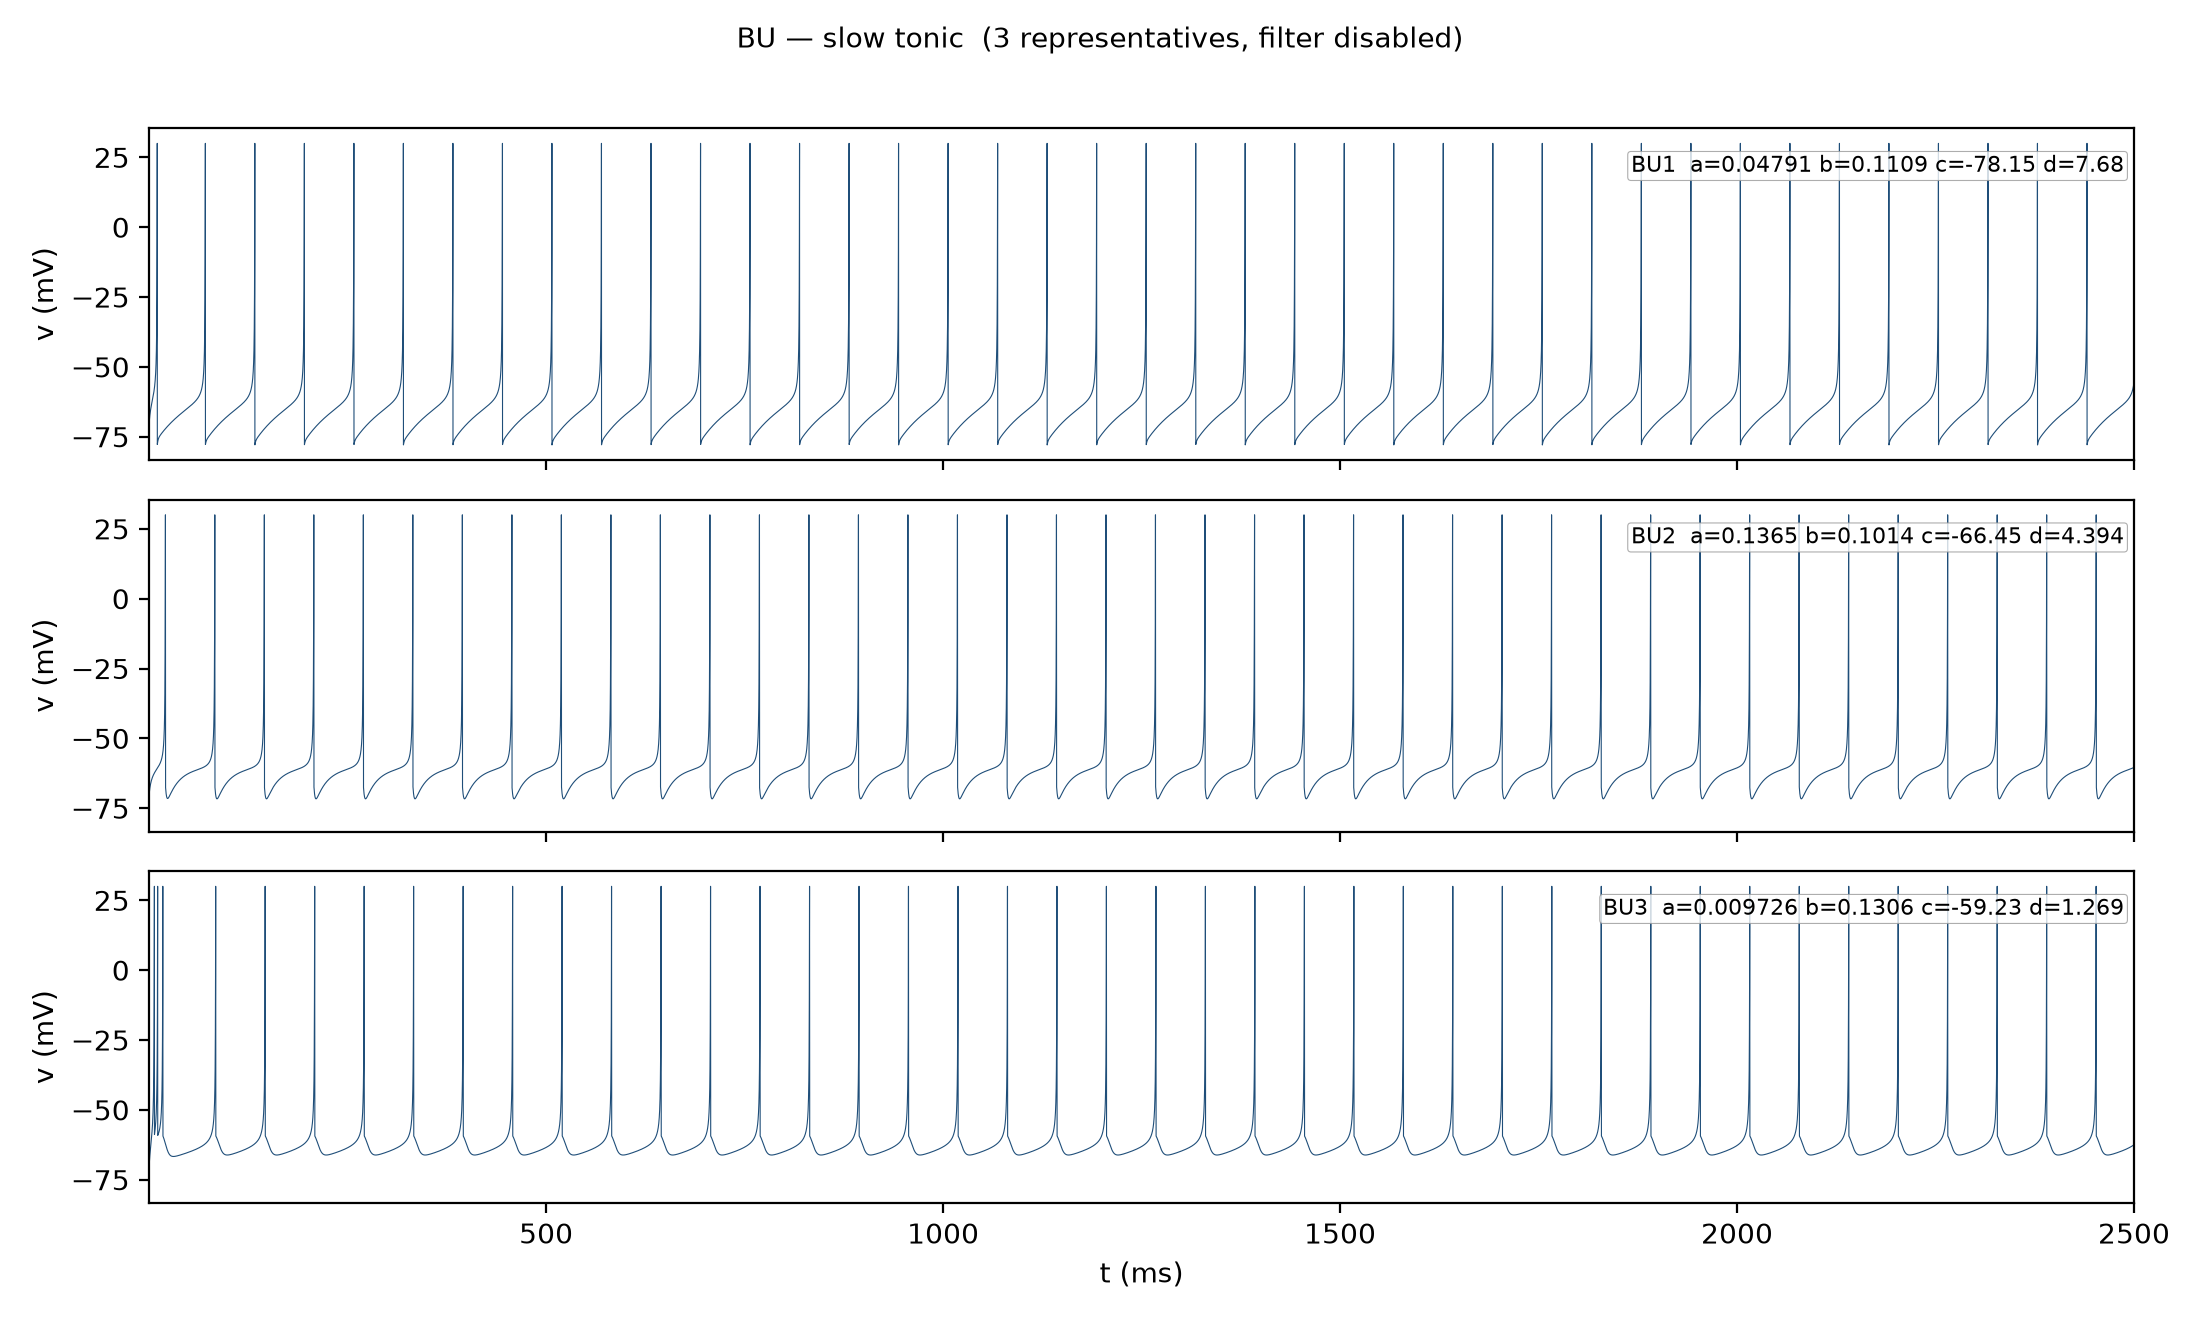 BU — slow tonic  (3 representatives, filter disabled)
25
0
−25
−50
−75
v (mV)
BU1  a=0.04791 b=0.1109 c=-78.15 d=7.68
25
0
−25
−50
−75
v (mV)
BU2  a=0.1365 b=0.1014 c=-66.45 d=4.394
25
0
−25
−50
−75
v (mV)
BU3  a=0.009726 b=0.1306 c=-59.23 d=1.269
500 1000 1500 2000 2500
t (ms)